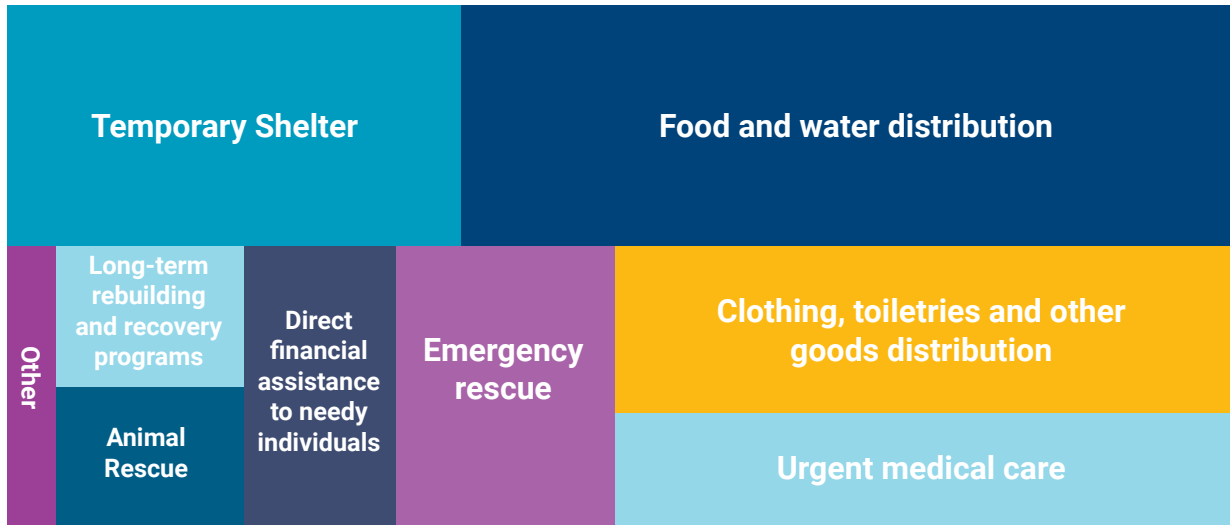 Temporary Shelter
Food and water distribution
Other
Long-term
rebuilding
and recovery
programs
Animal
Rescue
Direct
financial
assistance
to needy
individuals
Emergency
rescue
Clothing, toiletries and other
goods distribution
Urgent medical care